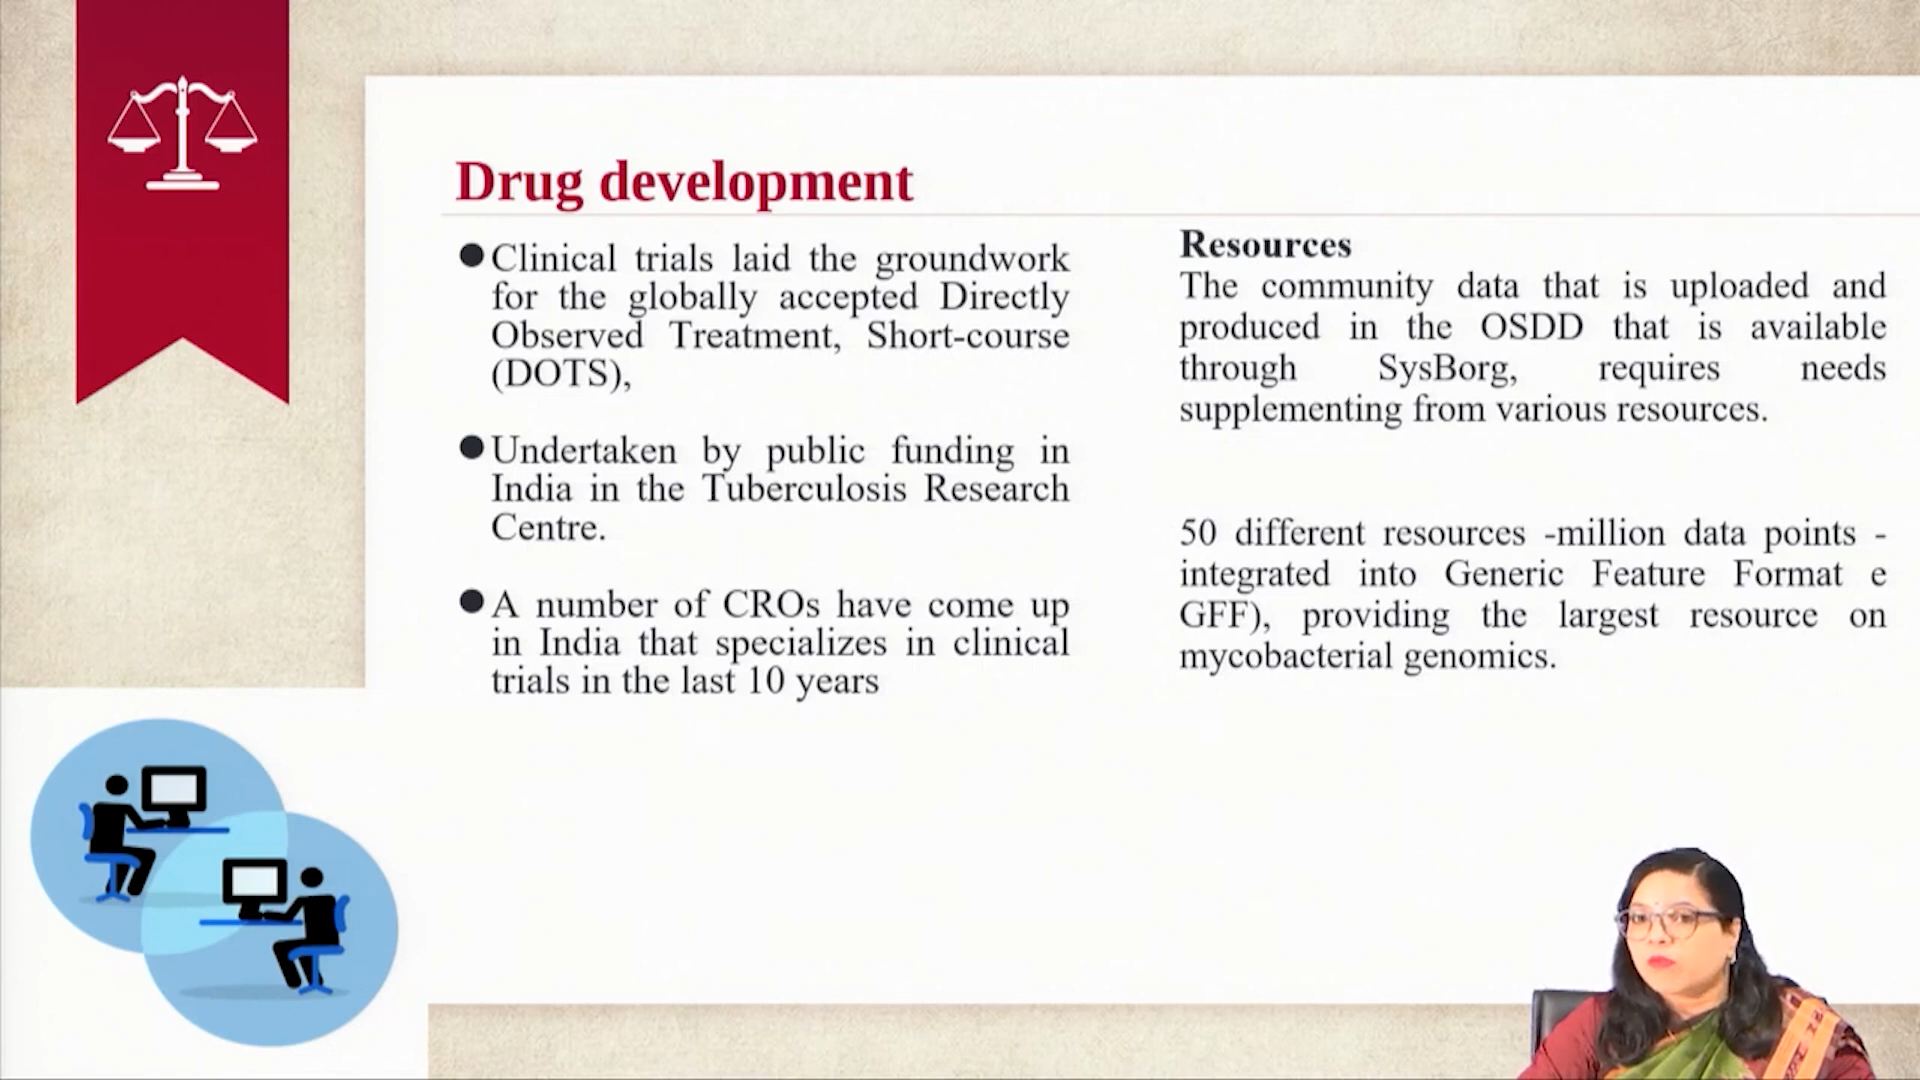 Drug development
Clinical trials laid the groundwork
for the globally accepted Directly
Observed Treatment, Short-course
(DOTS),
Undertaken by public funding in
India in the Tuberculosis Research
Centre.
A number of CROs have come up
in India that specializes in clinical
trials in the last 10 years
Resources
The community data that is uploaded and
produced in the OSDD that is available
through SysBorg, requires needs
supplementing from various resources.
50 different resources -million data points -
integrated into Generic Feature Format e
GFF), providing the largest resource on
mycobacterial genomics.